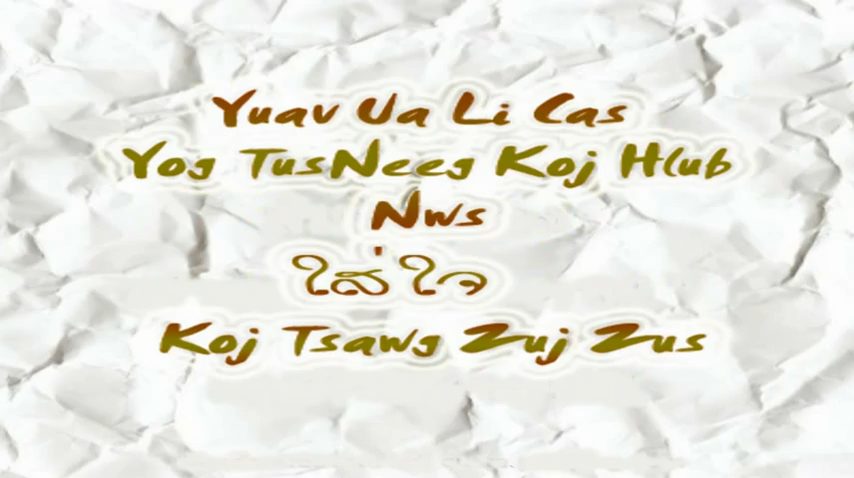 Yuav Ua Li Cas
Yog TusNeeg Koj Hlub
Nws
ໃສ່ ໃຈ
Koj Tsawg Zuj Zus